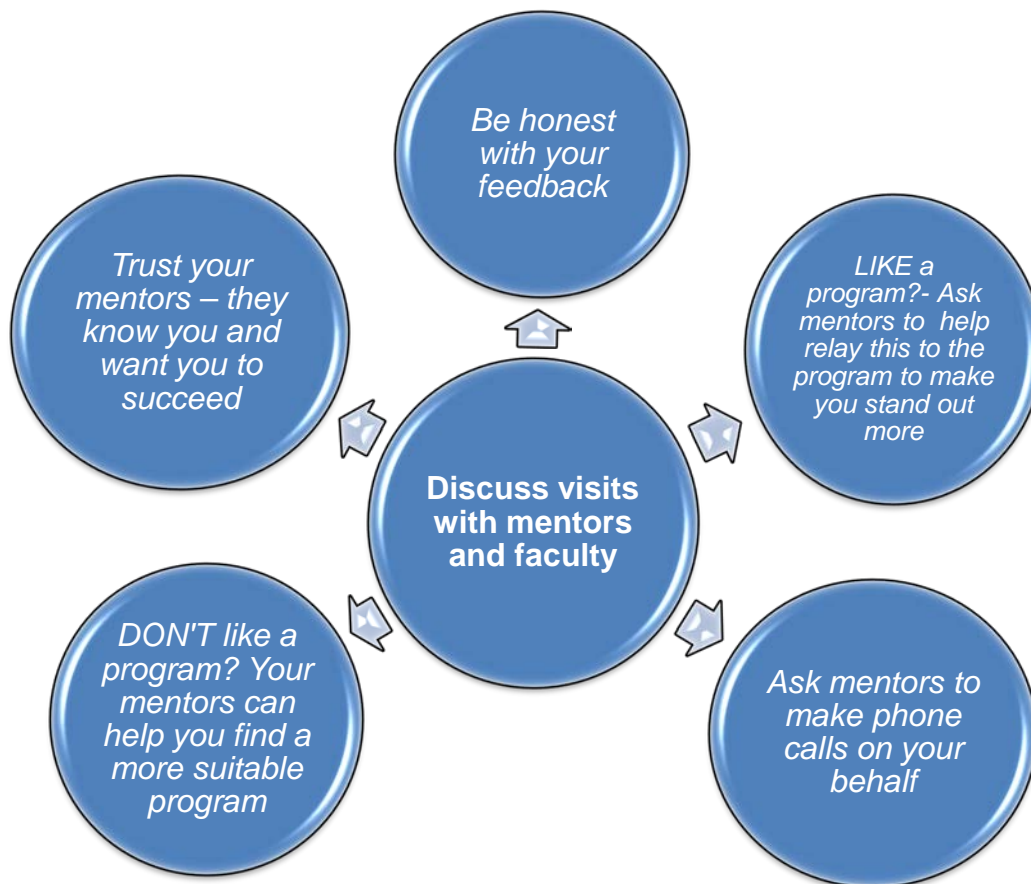 Be honest
with your
feedback
LIKE a
program?- Ask
mentors to help
relay this to the
program to make
you stand out
more
Ask mentors to
make phone
calls on your
behalf
DON'T like a
program? Your
mentors can
help you find a
more suitable
program
Trust your
mentors – they
know you and
want you to
succeed
Discuss visits
with mentors
and faculty